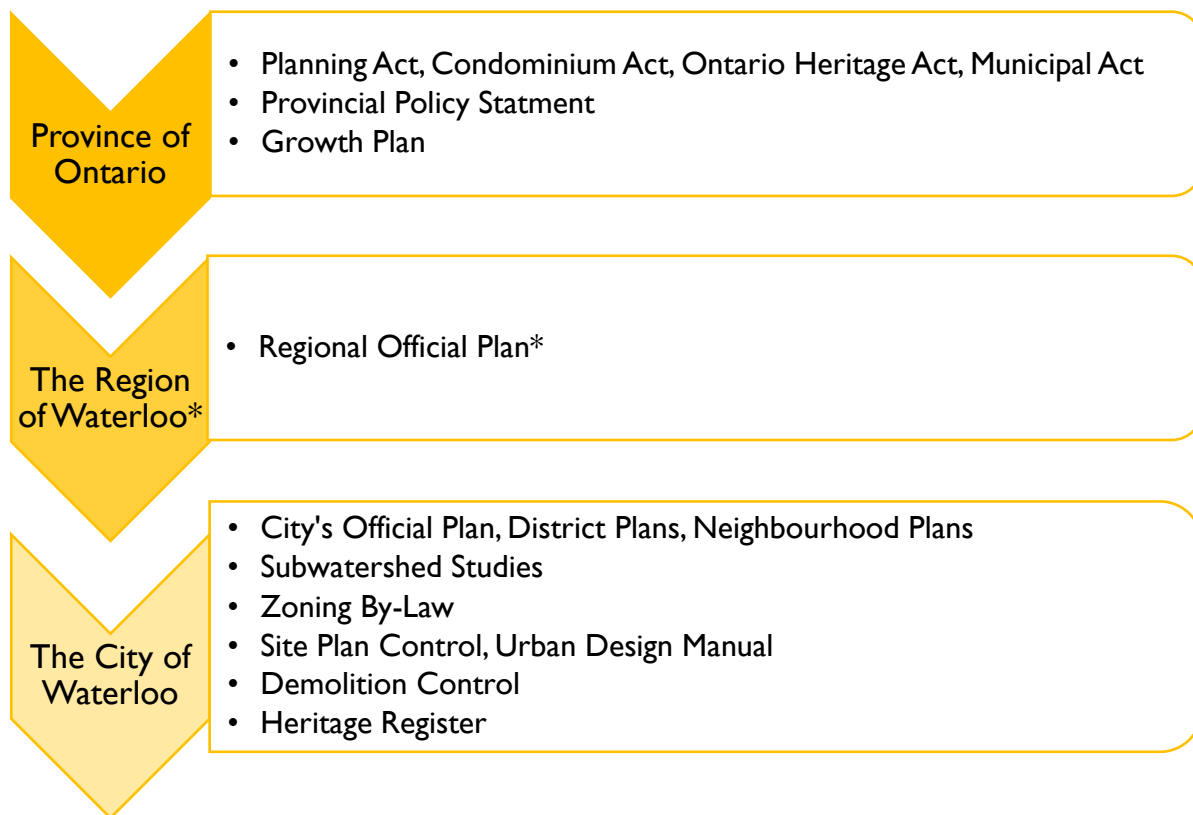 Province of
Ontario
• Planning Act, Condominium Act, Ontario Heritage Act, Municipal Act
• Provincial Policy Statment
• Growth Plan
The Region
of Waterloo*
• Regional Official Plan*
The City of
Waterloo
• City's Official Plan, District Plans, Neighbourhood Plans
• Subwatershed Studies
• Zoning By-Law
• Site Plan Control, Urban Design Manual
• Demolition Control
• Heritage Register